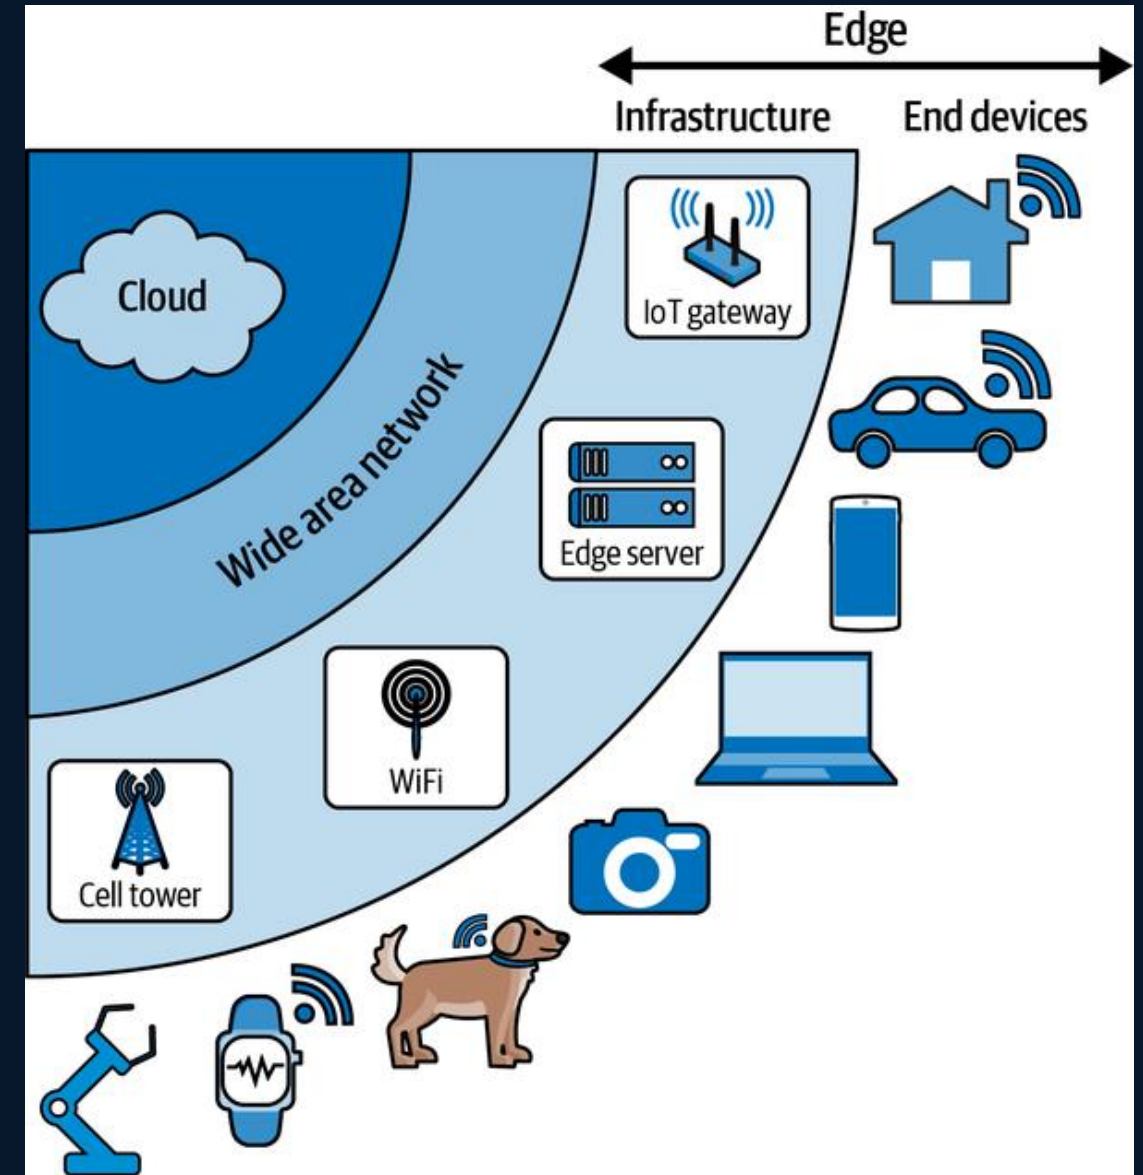 Edge
Infrastructure
End devices
Cloud
Wide area network
IoT gateway
Edge server
WiFi
Cell tower